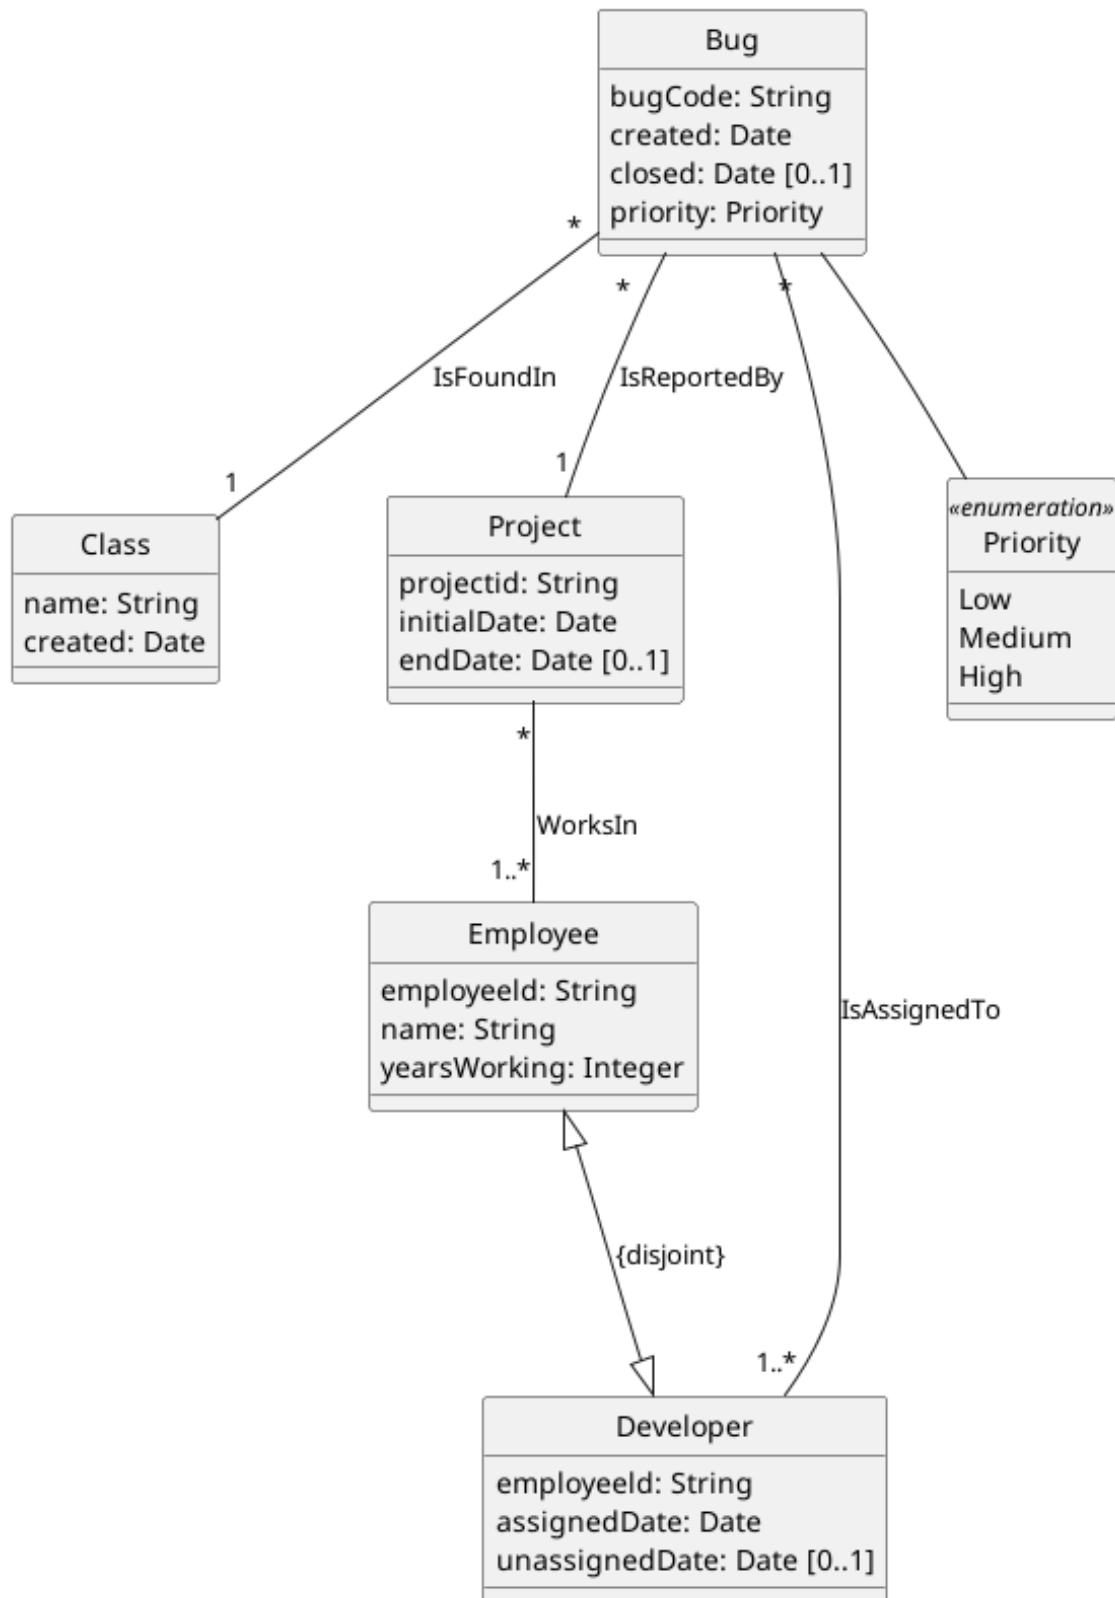 Bug
bugCode: String
created: Date
closed: Date [0..1]
priority: Priority
*
*
*
IsFoundIn
IsReportedBy
1
1
Class
name: String
created: Date
Project
projectid: String
initialDate: Date
endDate: Date [0..1]
«enumeration»
Priority
Low
Medium
High
*
WorksIn
1..*
Employee
employeeId: String
name: String
yearsWorking: Integer
IsAssignedTo
{disjoint}
1..*
Developer
employeeId: String
assignedDate: Date
unassignedDate: Date [0..1]